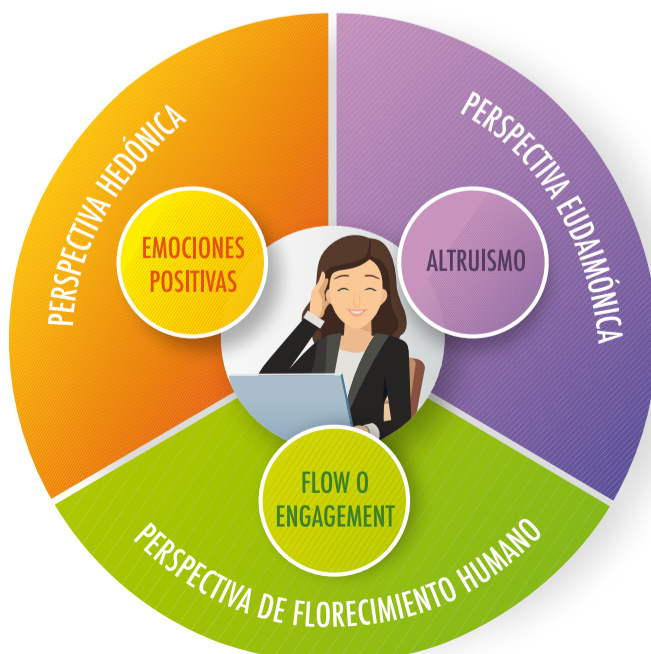 PERSPECTIVA HEDÓNICA
EMOCIONES
POSITIVAS
PERSPECTIVA EUDAIMÓNICA
ALTRUISMO
FLOW O
ENGAGEMENT
PERSPECTIVA DE FLORECIMIENTO HUMANO